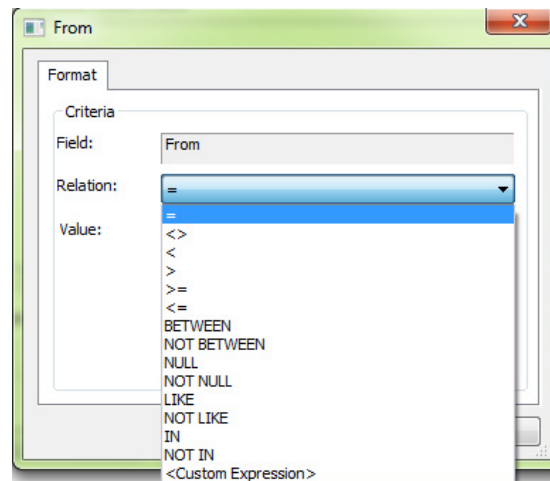 From
Format
Criteria
Field: From
Relation: =
Value:
=
<>
<
>
>=
<=
BETWEEN
NOT BETWEEN
NULL
NOT NULL
LIKE
NOT LIKE
IN
NOT IN
<Custom Expression>